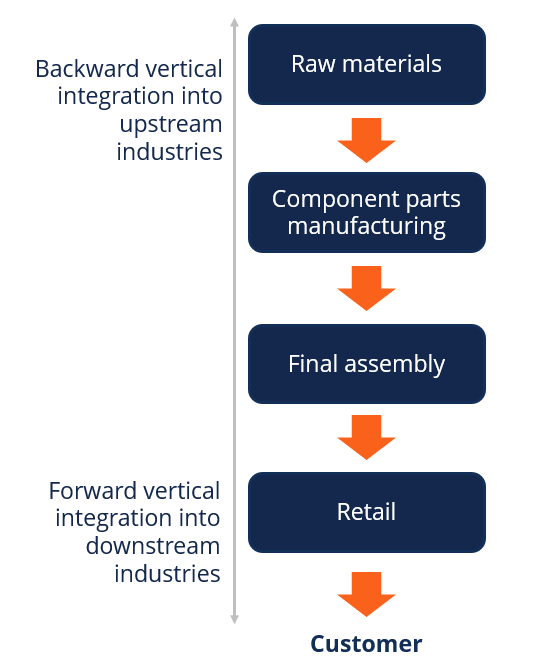 Backward vertical
integration into
upstream
industries
Raw materials
Component parts
manufacturing
Final assembly
Forward vertical
integration into
downstream
industries
Retail
Customer